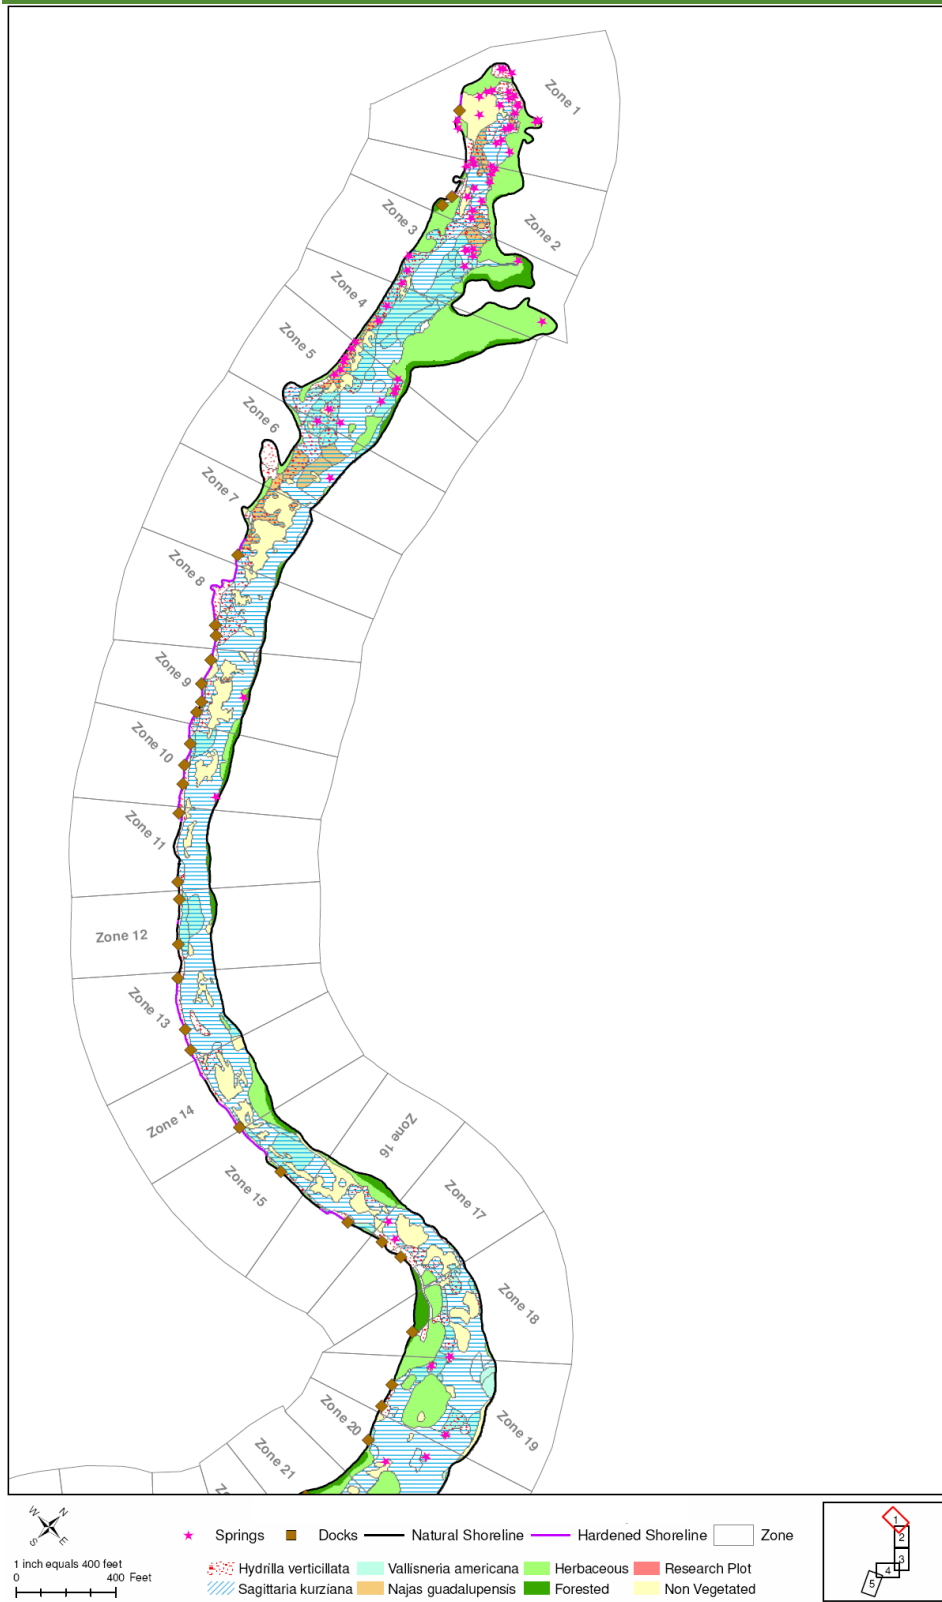 Zone 1
Zone 2
Zone 3
Zone 4
Zone 5
Zone 6
Zone 7
Zone 8
Zone 9
Zone 10
Zone 11
Zone 12
Zone 13
Zone 14
Zone 16
Zone 15
Zone 17
Zone 18
Zone 20
Zone 19
Zone 21
W N
S E
1 inch equals 400 feet
0 400 Feet
Springs Docks Natural Shoreline Hardened Shoreline Zone
Hydrilla verticillata Vallisneria americana Herbaceous Research Plot
Sagittaria kurziana Najas guadalupensis Forested Non Vegetated
1
2
3
4
5